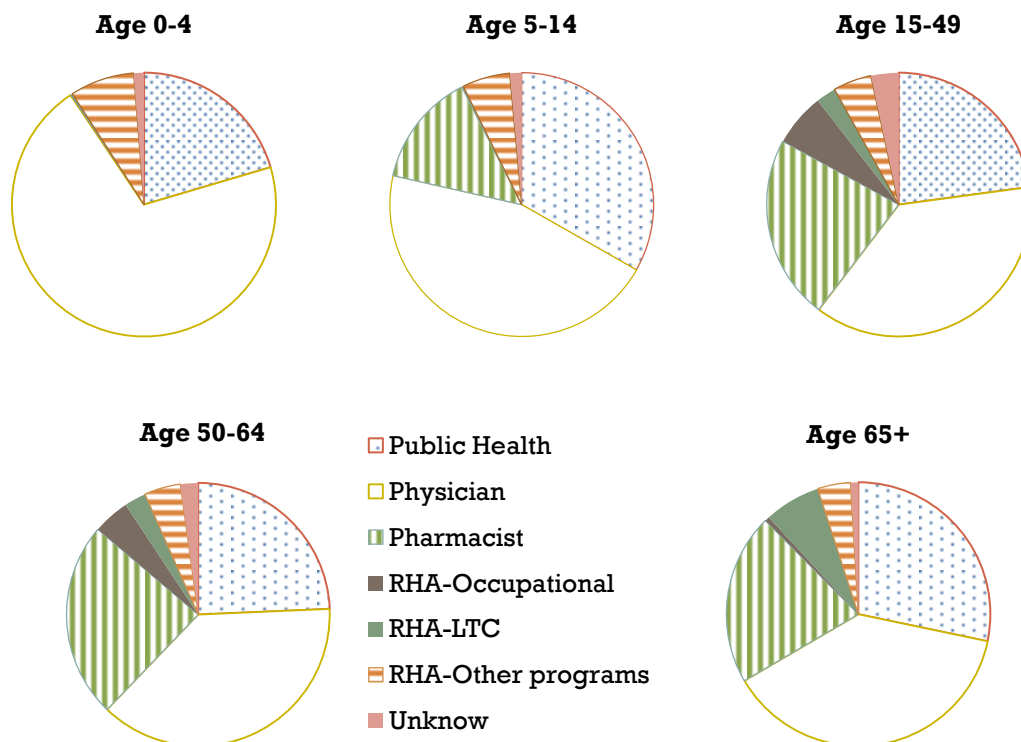 Age 0-4
Age 5-14
Age 15-49
Age 50-64
Age 65+
Public Health
Physician
Pharmacist
RHA-Occupational
RHA-LTC
RHA-Other programs
Unknow